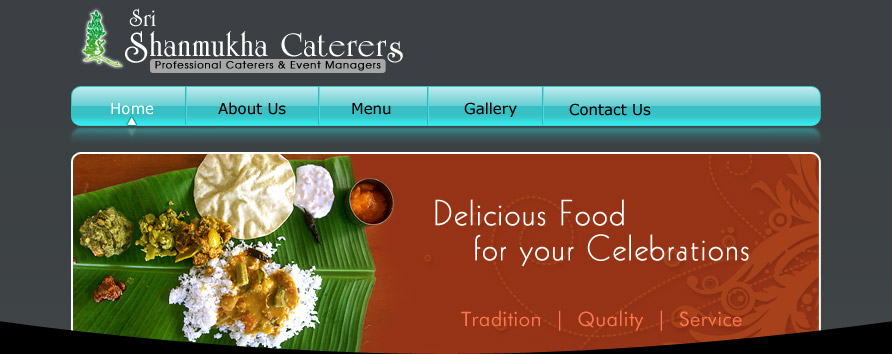 Sri
Shanmukha Caterers
Professional Caterers & Event Managers
Home About Us Menu Gallery Contact Us
Delicious Food
for your Celebrations
Tradition | Quality | Service